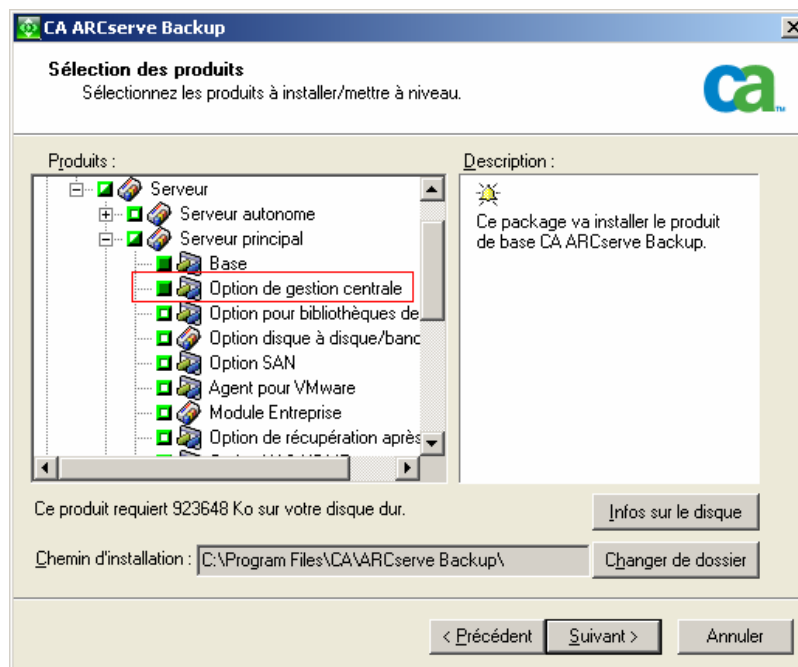 CA ARCserve Backup
Sélection des produits
Sélectionnez les produits à installer/mettre à niveau.
ca
Produits :
Description :
Serveur
Serveur autonome
Serveur principal
Base
Option de gestion centrale
Option pour bibliothèques de
Option disque à disque/banc
Option SAN
Agent pour VMware
Module Entreprise
Option de récupération après
Ce package va installer le produit
de base CA ARCserve Backup.
Ce produit requiert 923648 Ko sur votre disque dur.
Infos sur le disque
Chemin d'installation : C:\Program Files\CA\ARCserve Backup\
Changer de dossier
< Précédent
Suivant >
Annuler